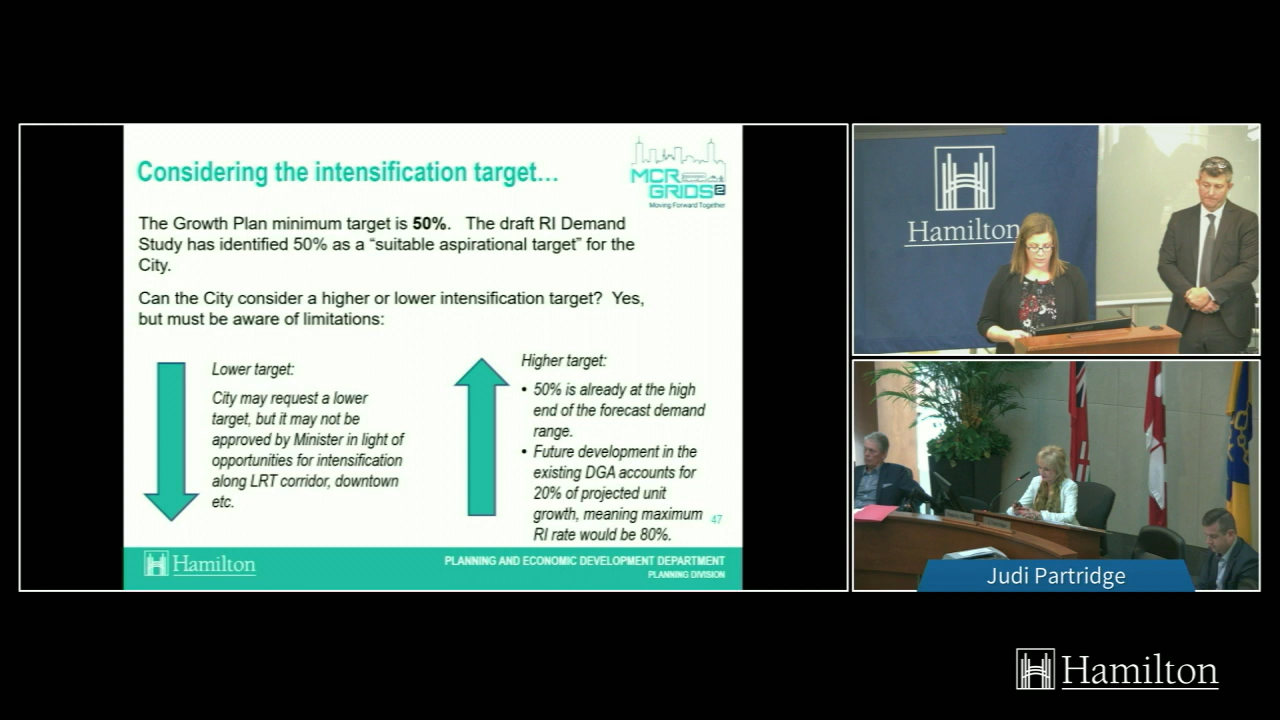 Considering the intensification target…
MCR
GRIDS2
Moving Forward Together
The Growth Plan minimum target is 50%. The draft RI Demand
Study has identified 50% as a “suitable aspirational target” for the
City.
Can the City consider a higher or lower intensification target? Yes,
but must be aware of limitations:
Lower target:
City may request a lower
target, but it may not be
approved by Minister in light of
opportunities for intensification
along LRT corridor, downtown
etc.
Higher target:
• 50% is already at the high
end of the forecast demand
range.
• Future development in the
existing DGA accounts for
20% of projected unit
growth, meaning maximum
RI rate would be 80%.
47
Hamilton
PLANNING AND ECONOMIC DEVELOPMENT DEPARTMENT
PLANNING DIVISION
Hamilton
Judi Partridge
Hamilton